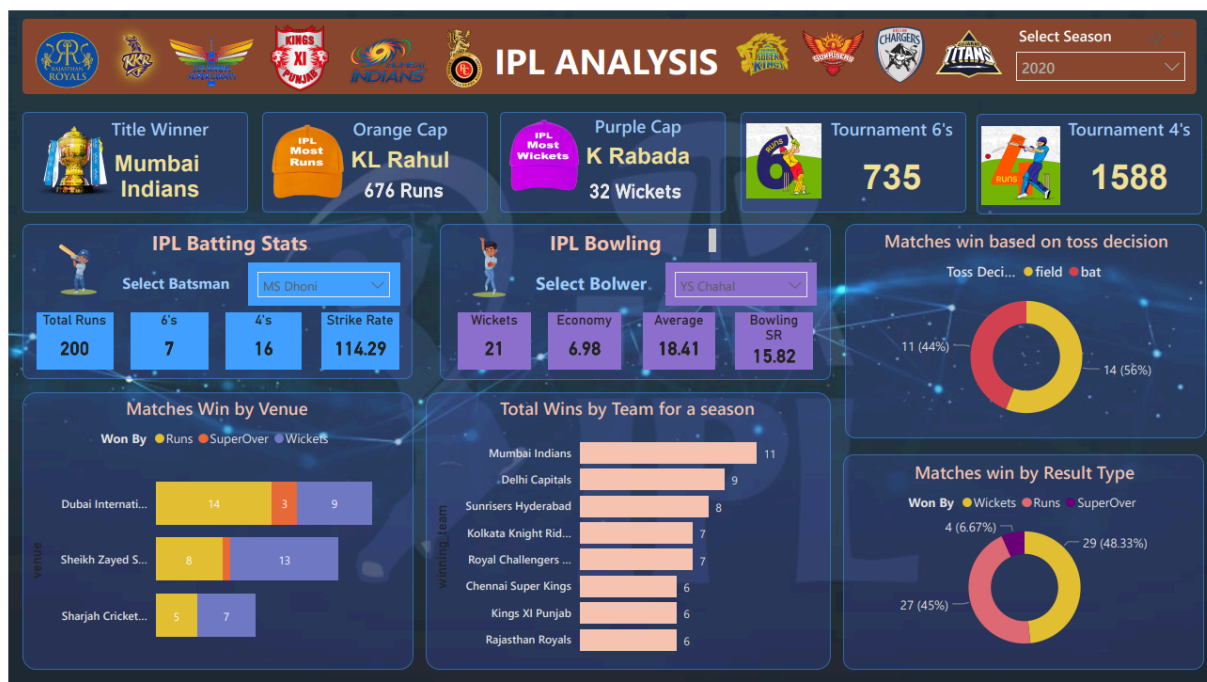 RAJASTHAN
ROYALS
KKR
KINGS
XI
PUNJAB
MUMBAI
INDIANS
IPL ANALYSIS
SUPER
KINGS
SUNRISERS
CHARGERS
TITANS
Select Season
2020
Title Winner
Mumbai
Indians
IPL
Most
Runs
Orange Cap
KL Rahul
676 Runs
IPL
Most
Wickets
Purple Cap
K Rabada
32 Wickets
6
RUNS
Tournament 6's
735
4
RUNS
Tournament 4's
1588
IPL Batting Stats
Select Batsman
MS Dhoni
Total Runs
200
6's
7
4's
16
Strike Rate
114.29
IPL Bowling
Select Bolwer
YS Chahal
Wickets
21
Economy
6.98
Average
18.41
Bowling
SR
15.82
Matches win based on toss decision
Toss Deci... field bat
11 (44%)
14 (56%)
Matches Win by Venue
Won By Runs SuperOver Wickets
venue
Dubai Internati... 14 3 9
Sheikh Zayed S... 8 13
Sharjah Cricket... 5 7
Total Wins by Team for a season
winning_team
Mumbai Indians 11
Delhi Capitals 9
Sunrisers Hyderabad 8
Kolkata Knight Rid... 7
Royal Challengers ... 7
Chennai Super Kings 6
Kings XI Punjab 6
Rajasthan Royals 6
Matches win by Result Type
Won By Wickets Runs SuperOver
4 (6.67%)
29 (48.33%)
27 (45%)
IPL